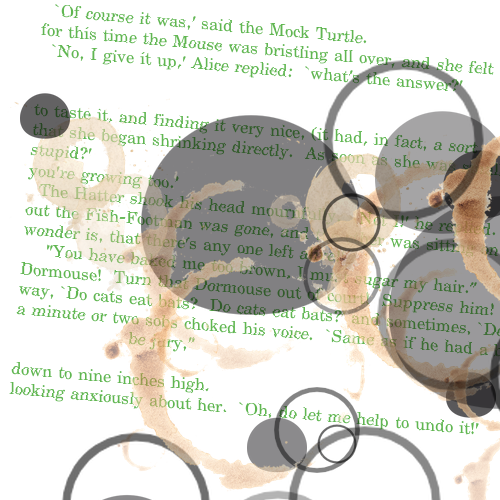 `Of course it was,' said the Mock Turtle.
for this time the Mouse was bristling all over, and she felt
`No, I give it up,' Alice replied: `what's the answer?'
to taste it, and finding it very nice, (it had, in fact, a sort
that she began shrinking directly. As soon as she was
stupid?'
you're growing too.'
The Hatter shook his head he
out the Fish-Footman was gone, and was sitting on
wonder is, that there's any one left
"You have baked me too brown, I must sugar my hair."
Dormouse! Turn that Dormouse out of court! Suppress him!
way, `Do cats eat bats? Do cats eat bats?' and sometimes, `Do
a minute or two sobs choked his voice. `Same as if he had a
be jury,"
down to nine inches high.
looking anxiously about her. `Oh, do let me help to undo it!'